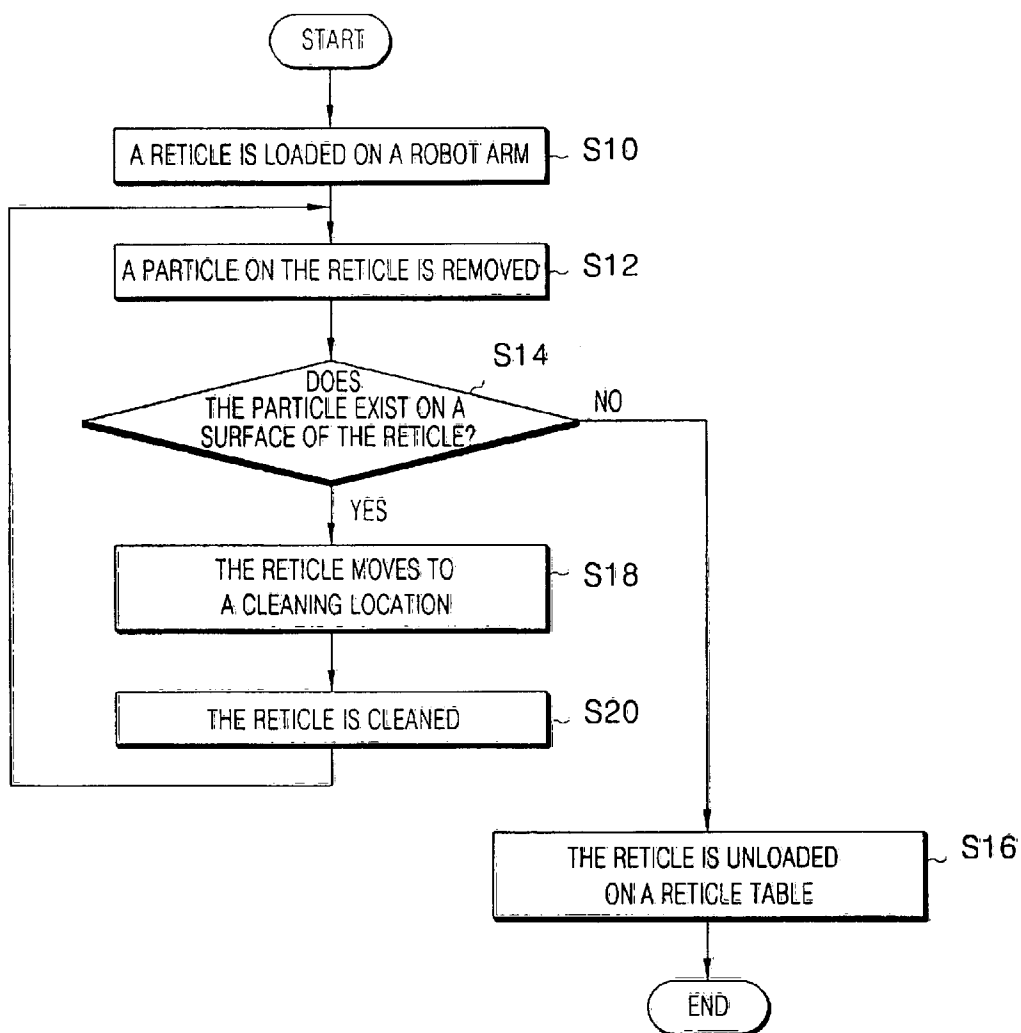 START
A RETICLE IS LOADED ON A ROBOT ARM
S10
A PARTICLE ON THE RETICLE IS REMOVED
S12
S14
DOES
THE PARTICLE EXIST ON A
SURFACE OF THE RETICLE?
NO
YES
THE RETICLE MOVES TO
A CLEANING LOCATION
S18
THE RETICLE IS CLEANED
S20
THE RETICLE IS UNLOADED
ON A RETICLE TABLE
S16
END